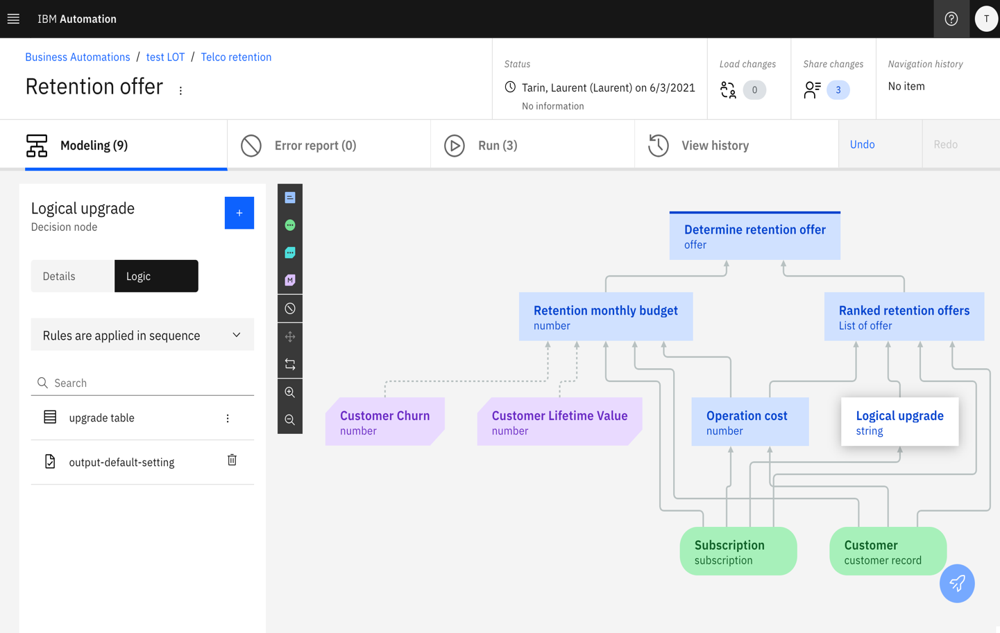 IBM Automation
?
T
Business Automations / test LOT / Telco retention
Retention offer
Status
Tarin, Laurent (Laurent) on 6/3/2021
No information
Load changes
0
Share changes
3
Navigation history
No item
Modeling (9)
Error report (0)
Run (3)
View history
Undo
Redo
Logical upgrade
Decision node
+
Details
Logic
Rules are applied in sequence
Search
upgrade table
output-default-setting
M
Determine retention offer
offer
Retention monthly budget
number
Ranked retention offers
List of offer
Customer Churn
number
Customer Lifetime Value
number
Operation cost
number
Logical upgrade
string
Subscription
subscription
Customer
customer record